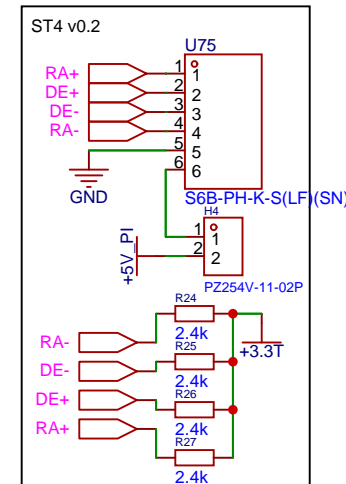 ST4 v0.2
U75
RA+ 1 1
DE+ 2 2
DE- 3 3
RA- 4 4
5 5
6 6
GND
S6B-PH-K-S(LF)(SN)
H4
1 1
+5V_PI 2 2
PZ254V-11-02P
R24
RA- 2.4k +3.3T
R25
DE- 2.4k
R26
DE+ 2.4k
R27
RA+ 2.4k